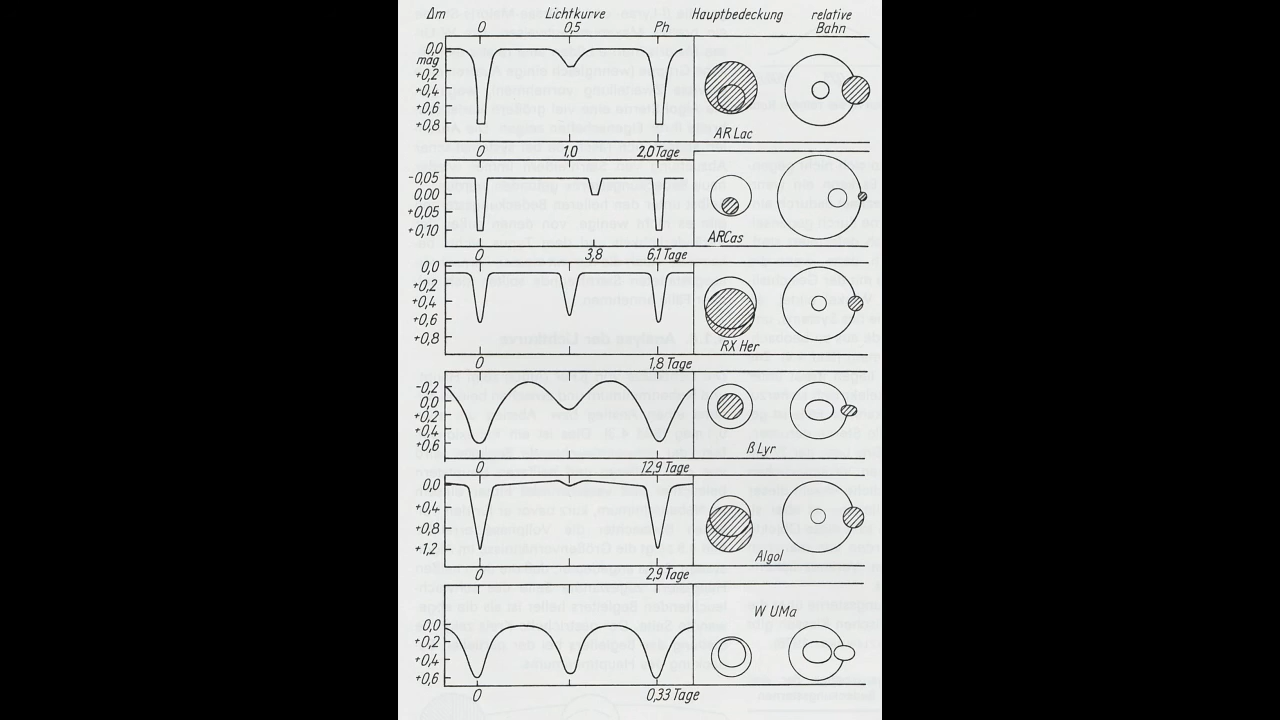 Δm Lichtkurve Hauptbedeckung relative
0 0,5 Ph Bahn
0,0
mag
+0,2
+0,4
+0,6
+0,8
AR Lac
0 1,0 2,0 Tage
-0,05
0,00
+0,05
+0,10
AR Cas
0 3,8 6,1 Tage
0,0
+0,2
+0,4
+0,6
+0,8
RX Her
0 1,8 Tage
-0,2
0,0
+0,2
+0,4
+0,6
ß Lyr
0 12,9 Tage
0,0
+0,4
+0,8
+1,2
Algol
0 2,9 Tage
W UMa
0,0
+0,2
+0,4
+0,6
0 0,33 Tage